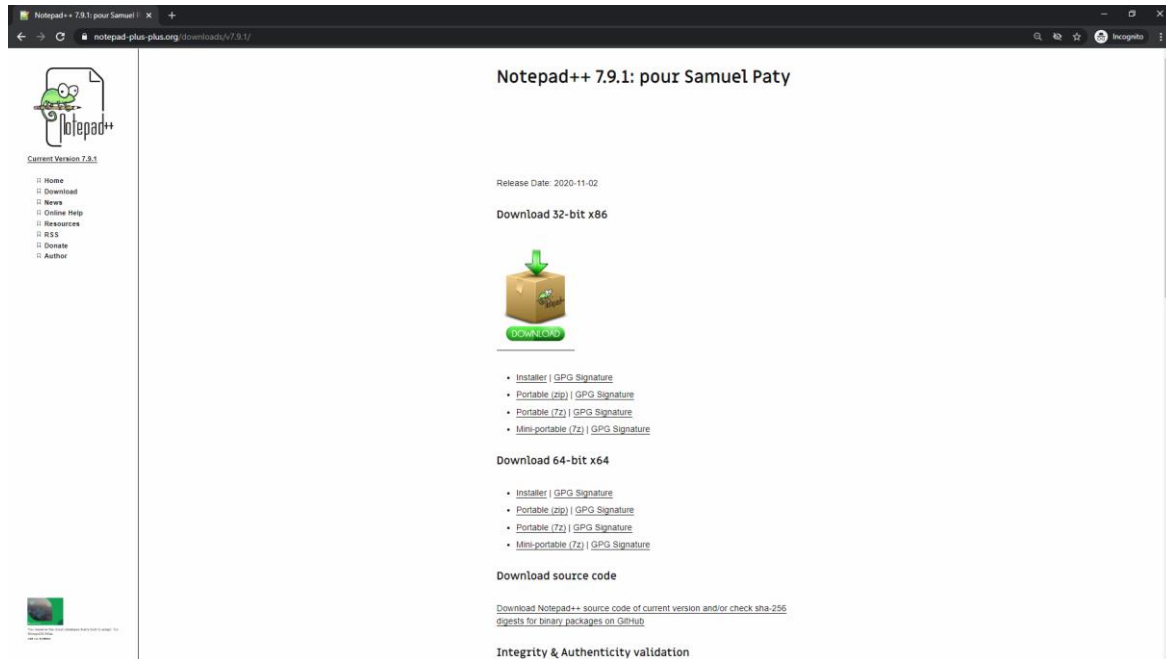 Notepad++ 7.9.1: pour Samuel
notepad-plus-plus.org/downloads/v7.9.1/
Incognito
Notepad++
Current Version 7.9.1
Home
Download
News
Online Help
Resources
RSS
Donate
Author
Notepad++ 7.9.1: pour Samuel Paty
Release Date: 2020-11-02
Download 32-bit x86
DOWNLOAD
Installer | GPG Signature
Portable (zip) | GPG Signature
Portable (7z) | GPG Signature
Mini-portable (7z) | GPG Signature
Download 64-bit x64
Installer | GPG Signature
Portable (zip) | GPG Signature
Portable (7z) | GPG Signature
Mini-portable (7z) | GPG Signature
Download source code
Download Notepad++ source code of current version and/or check sha-256
digests for binary packages on GitHub
Integrity & Authenticity validation